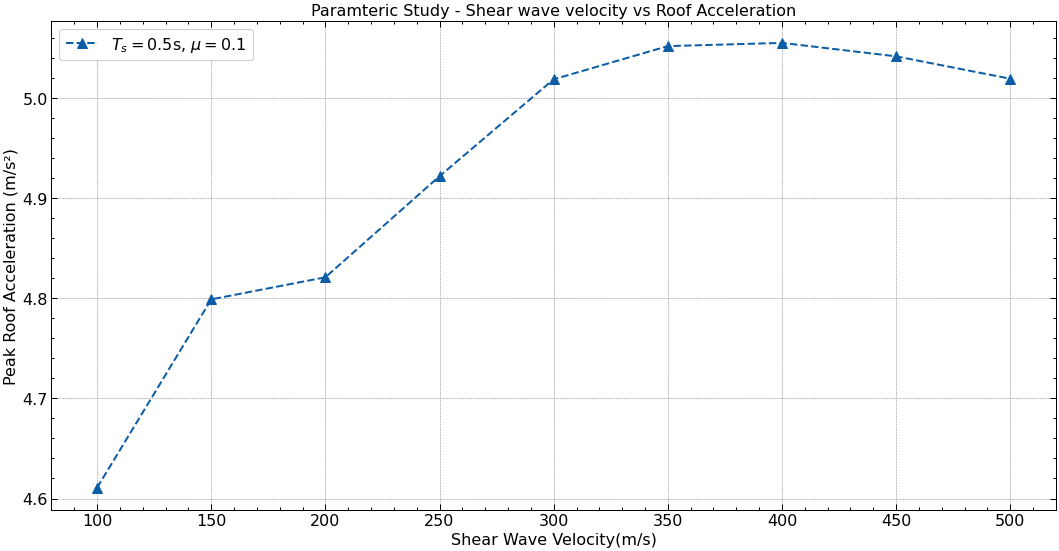 Paramteric Study - Shear wave velocity vs Roof Acceleration
T_s = 0.5s, μ = 0.1
Peak Roof Acceleration (m/s²)
5.0
4.9
4.8
4.7
4.6
100 150 200 250 300 350 400 450 500
Shear Wave Velocity(m/s)